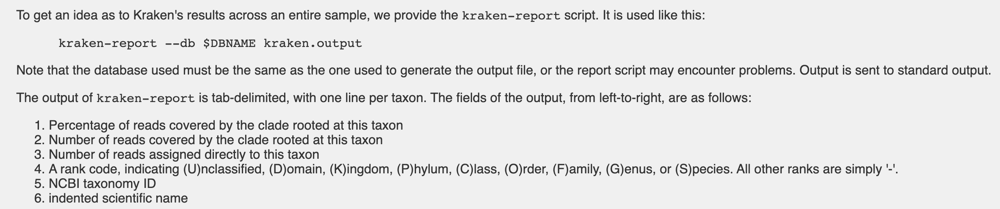 To get an idea as to Kraken's results across an entire sample, we provide the kraken-report script. It is used like this:
kraken-report --db $DBNAME kraken.output
Note that the database used must be the same as the one used to generate the output file, or the report script may encounter problems. Output is sent to standard output.
The output of kraken-report is tab-delimited, with one line per taxon. The fields of the output, from left-to-right, are as follows:
1. Percentage of reads covered by the clade rooted at this taxon
2. Number of reads covered by the clade rooted at this taxon
3. Number of reads assigned directly to this taxon
4. A rank code, indicating (U)nclassified, (D)omain, (K)ingdom, (P)hylum, (C)lass, (O)rder, (F)amily, (G)enus, or (S)pecies. All other ranks are simply '-'.
5. NCBI taxonomy ID
6. indented scientific name